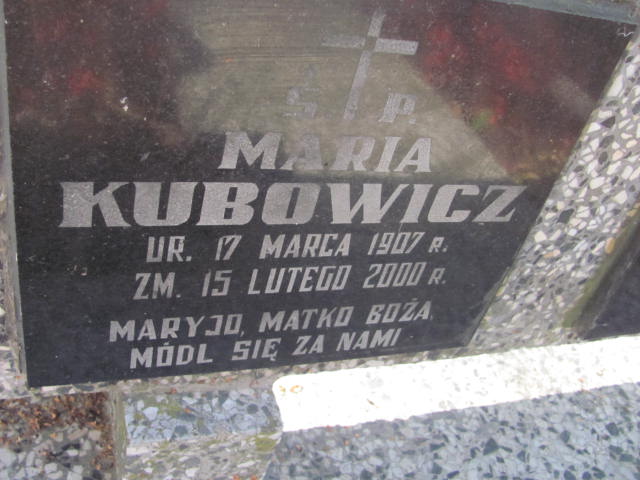 Ś. P.
MARIA
KUBOWICZ
UR. 17 MARCA 1907 R.
ZM. 15 LUTEGO 2000 R.
MARYJO, MATKO BOŻA,
MÓDL SIĘ ZA NAMI